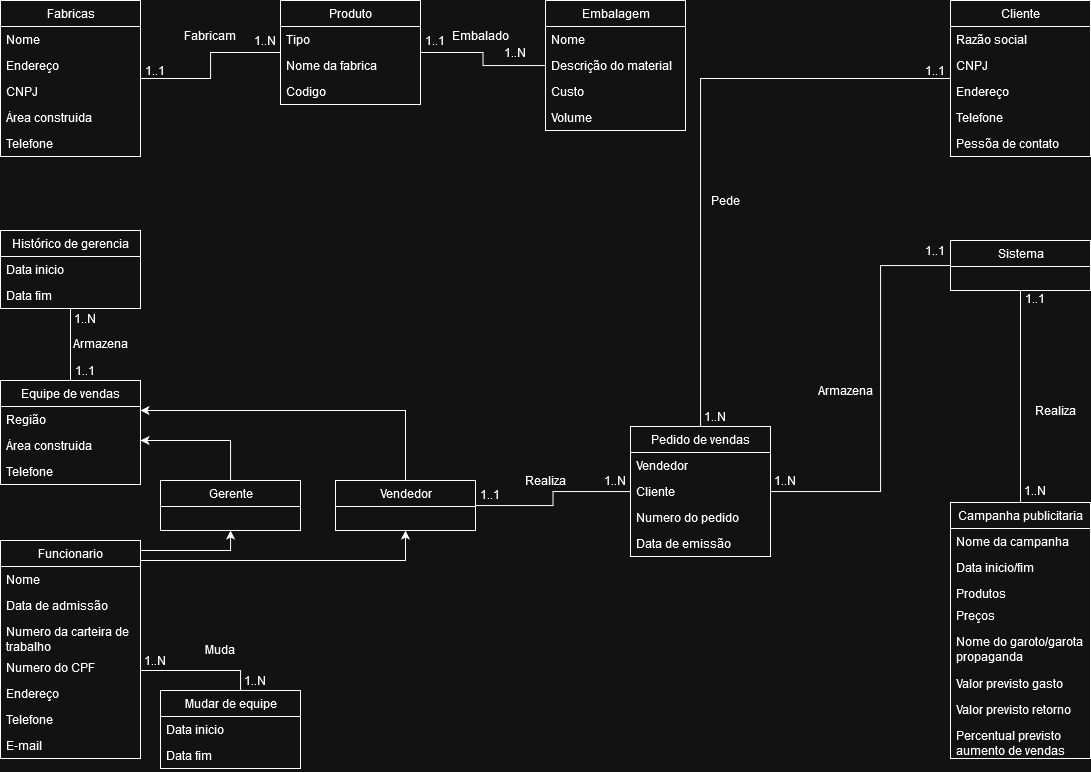 Fabricas
Nome
Endereço
CNPJ
Área construida
Telefone
Fabricam
1..1
1..N
Produto
Tipo
Nome da fabrica
Codigo
1..1
Embalado
1..N
Embalagem
Nome
Descrição do material
Custo
Volume
Cliente
Razão social
CNPJ
Endereço
Telefone
Pessõa de contato
1..1
Pede
1..N
Histórico de gerencia
Data inicio
Data fim
1..N
Armazena
1..1
Equipe de vendas
Região
Área construida
Telefone
Gerente
Vendedor
1..1
Realiza
1..N
Pedido de vendas
Vendedor
Cliente
Numero do pedido
Data de emissão
1..N
Armazena
1..1
Sistema
1..1
Realiza
1..N
Campanha publicitaria
Nome da campanha
Data inicio/fim
Produtos
Preços
Nome do garoto/garota
propaganda
Valor previsto gasto
Valor previsto retorno
Percentual previsto
aumento de vendas
Funcionario
Nome
Data de admissão
Numero da carteira de
trabalho
Numero do CPF
Endereço
Telefone
E-mail
1..N
Muda
1..N
Mudar de equipe
Data inicio
Data fim